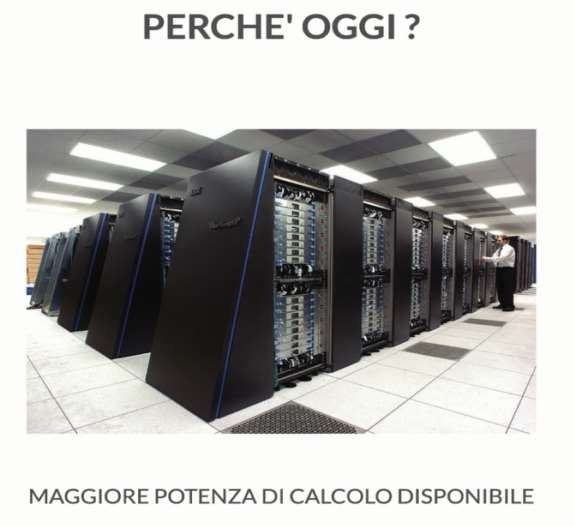 PERCHE' OGGI ?
MAGGIORE POTENZA DI CALCOLO DISPONIBILE